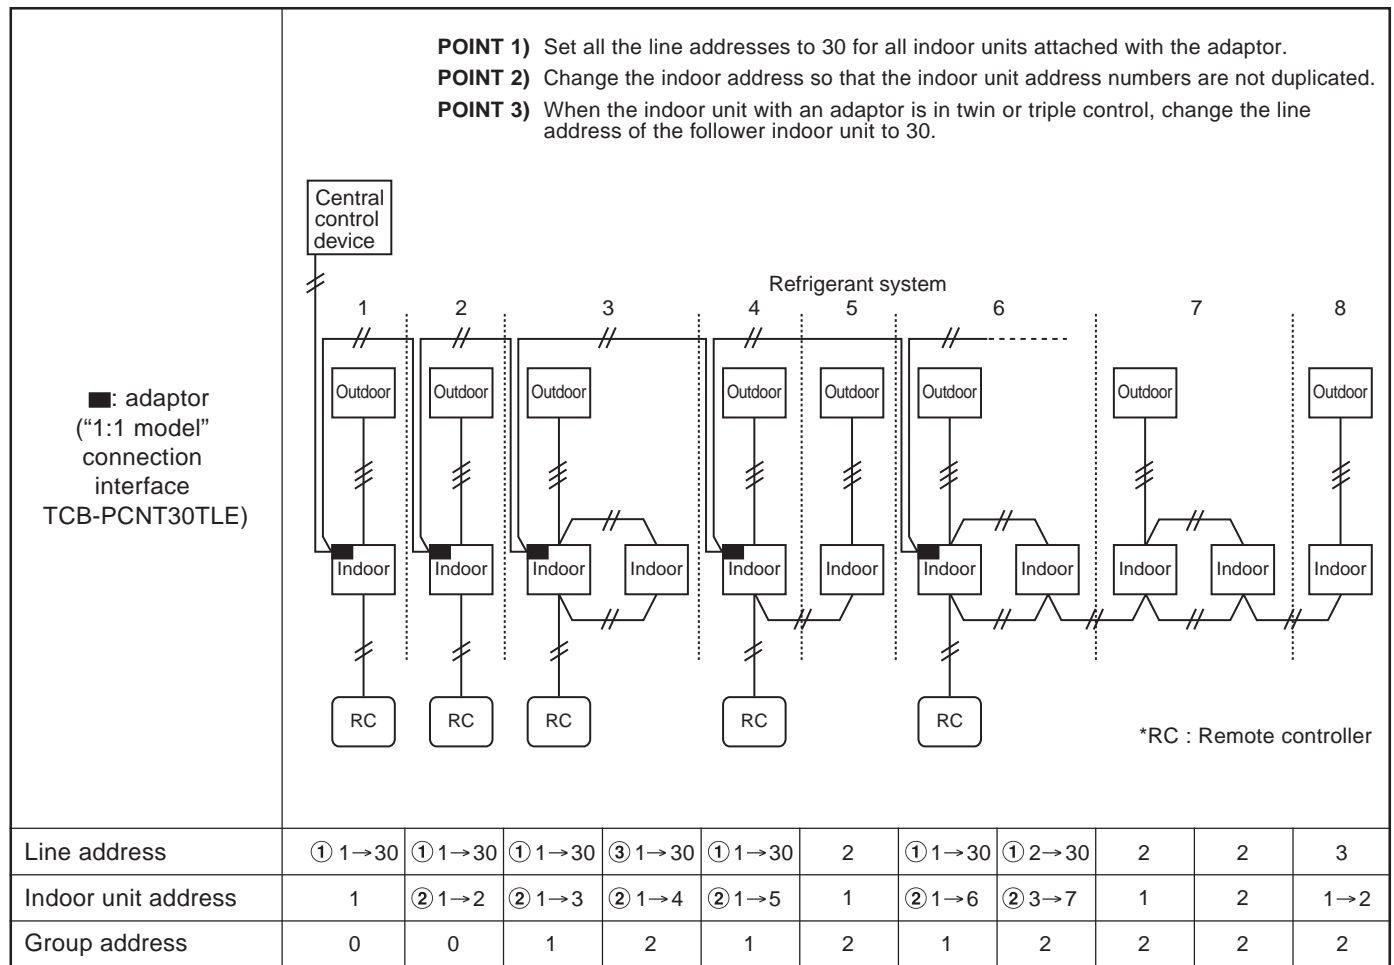 POINT 1) Set all the line addresses to 30 for all indoor units attached with the adaptor.
POINT 2) Change the indoor address so that the indoor unit address numbers are not duplicated.
POINT 3) When the indoor unit with an adaptor is in twin or triple control, change the line
address of the follower indoor unit to 30.
Central
control
device
Refrigerant system
1 2 3 4 5 6 7 8
Outdoor Outdoor Outdoor Outdoor Outdoor Outdoor Outdoor Outdoor
■: adaptor
(“1:1 model”
connection
interface
TCB-PCNT30TLE)
Indoor Indoor Indoor Indoor Indoor Indoor Indoor Indoor Indoor Indoor Indoor
RC RC RC RC RC
*RC : Remote controller
Line address ① 1→30 ① 1→30 ① 1→30 ③ 1→30 ① 1→30 2 ① 1→30 ① 2→30 2 2 3
Indoor unit address 1 ② 1→2 ② 1→3 ② 1→4 ② 1→5 1 ② 1→6 ② 3→7 1 2 1→2
Group address 0 0 1 2 1 2 1 2 2 2 2